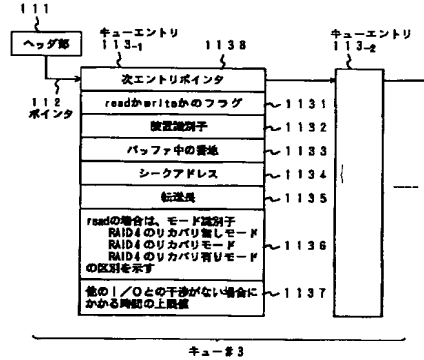 111
ヘッダ部
112
ポインタ
キューエントリ
113-1
1138
次エントリポインタ
readかwriteかのフラグ
1131
装置識別子
1132
バッファ中の番地
1133
シークアドレス
1134
転送長
1135
readの場合は、モード識別子
RAID4のリカバリ無しモード
RAID4のリカバリモード
RAID4のリカバリ有りモード
の区別を示す
1136
他のI/Oとの干渉がない場合に
かかる時間の上限値
1137
キューエントリ
113-2
キュー#3